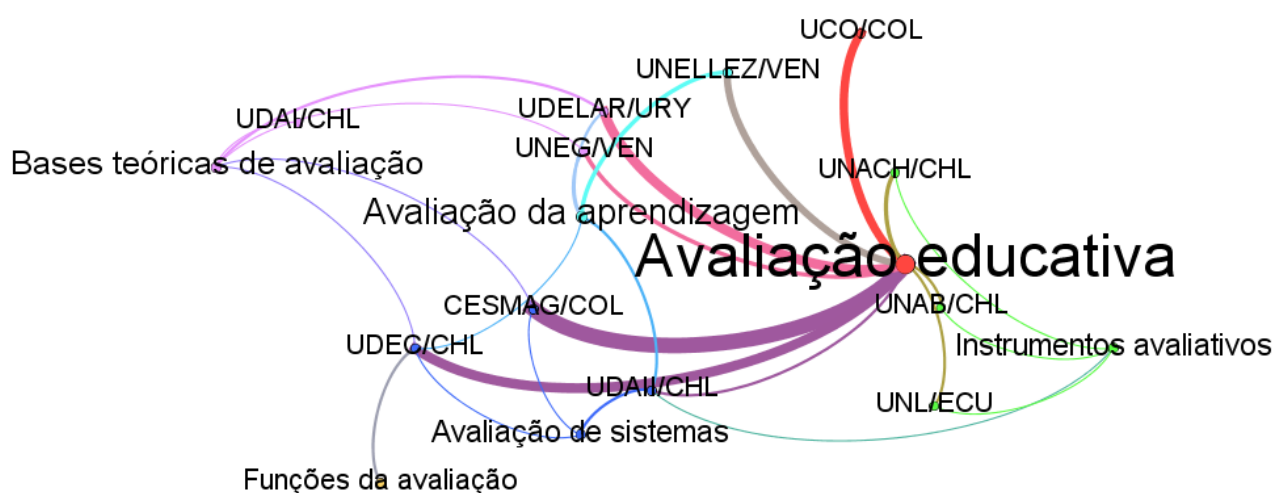 UCO/COL
UNELLEZ/VEN
UDELAR/URY
UDAI/CHL
UNEG/VEN
Bases teóricas de avaliação
UNACH/CHL
Avaliação da aprendizagem
Avaliação educativa
CESMAG/COL
UNAB/CHL
UDEC/CHL
Instrumentos avaliativos
UDAII/CHL
UNL/ECU
Avaliação de sistemas
Funções da avaliação